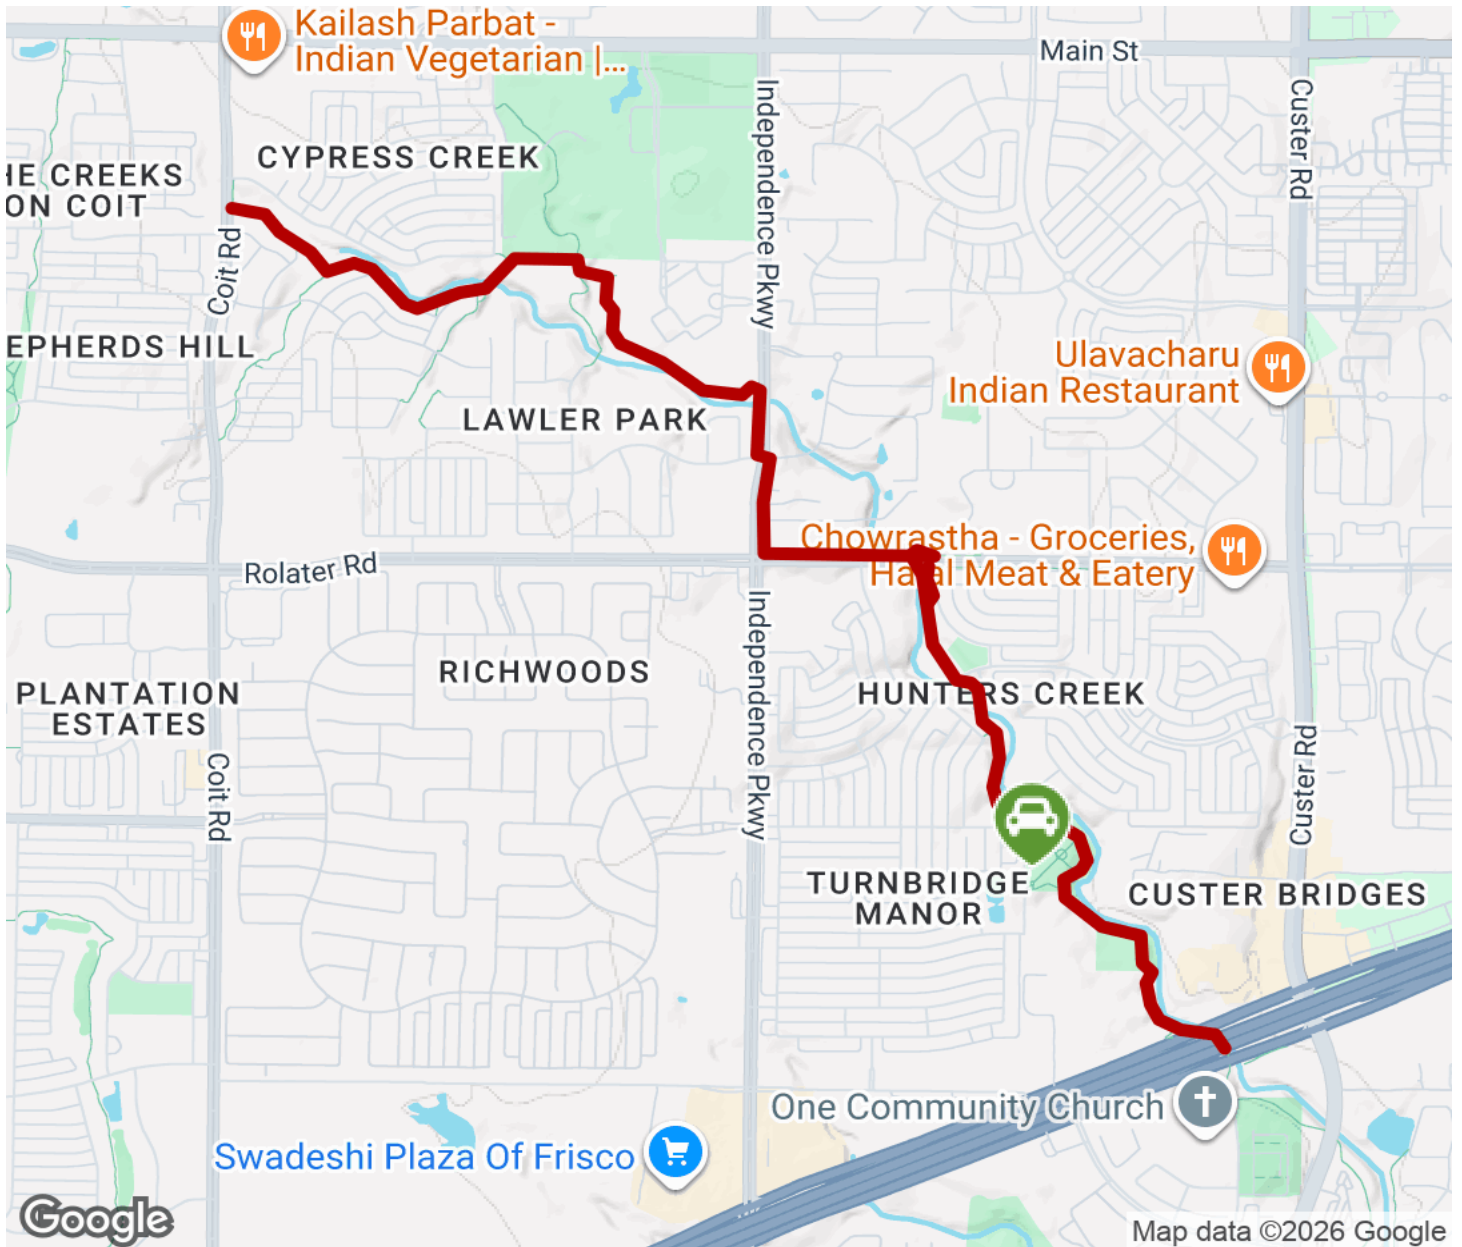 Kailash Parbat -
Indian Vegetarian |...
Main St
Independence Pkwy
Custer Rd
CYPRESS CREEK
HE CREEKS
ON COIT
Coit Rd
EPHERDS HILL
Ulavacharu
Indian Restaurant
LAWLER PARK
Chowrastha - Groceries,
Halal Meat & Eatery
Rolater Rd
Independence Pkwy
RICHWOODS
PLANTATION
ESTATES
HUNTERS CREEK
Custer Rd
Coit Rd
TURNBRIDGE
MANOR
CUSTER BRIDGES
One Community Church
Swadeshi Plaza Of Frisco
Google
Map data ©2026 Google